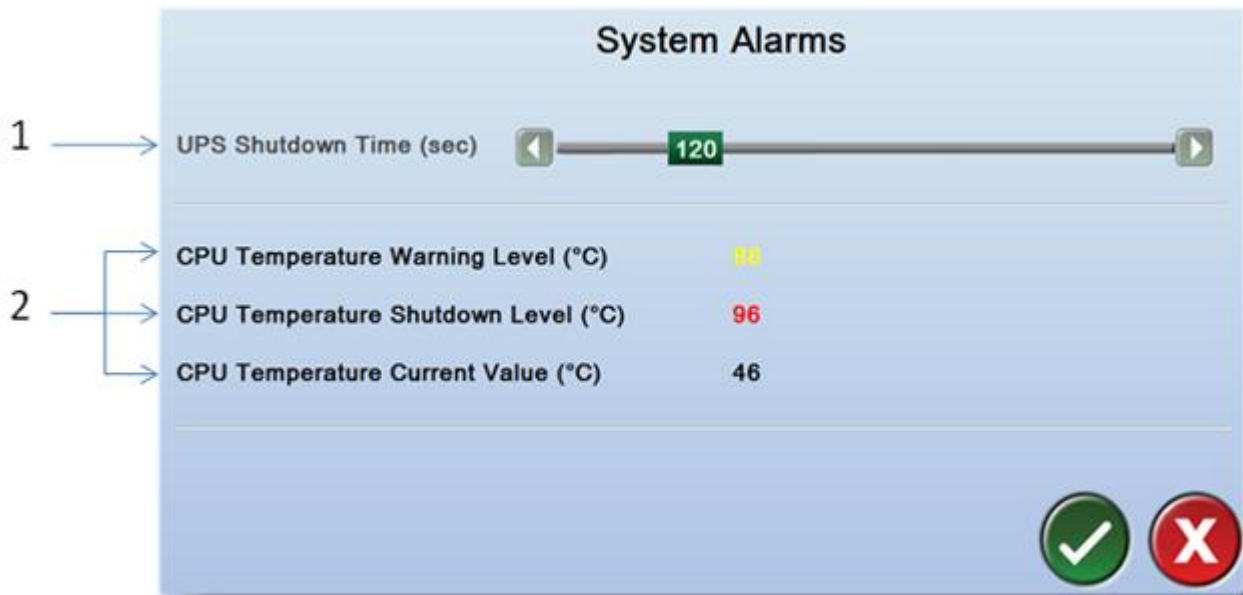 System Alarms
1
UPS Shutdown Time (sec) 120
CPU Temperature Warning Level (°C) 88
2
CPU Temperature Shutdown Level (°C) 96
CPU Temperature Current Value (°C) 46
X